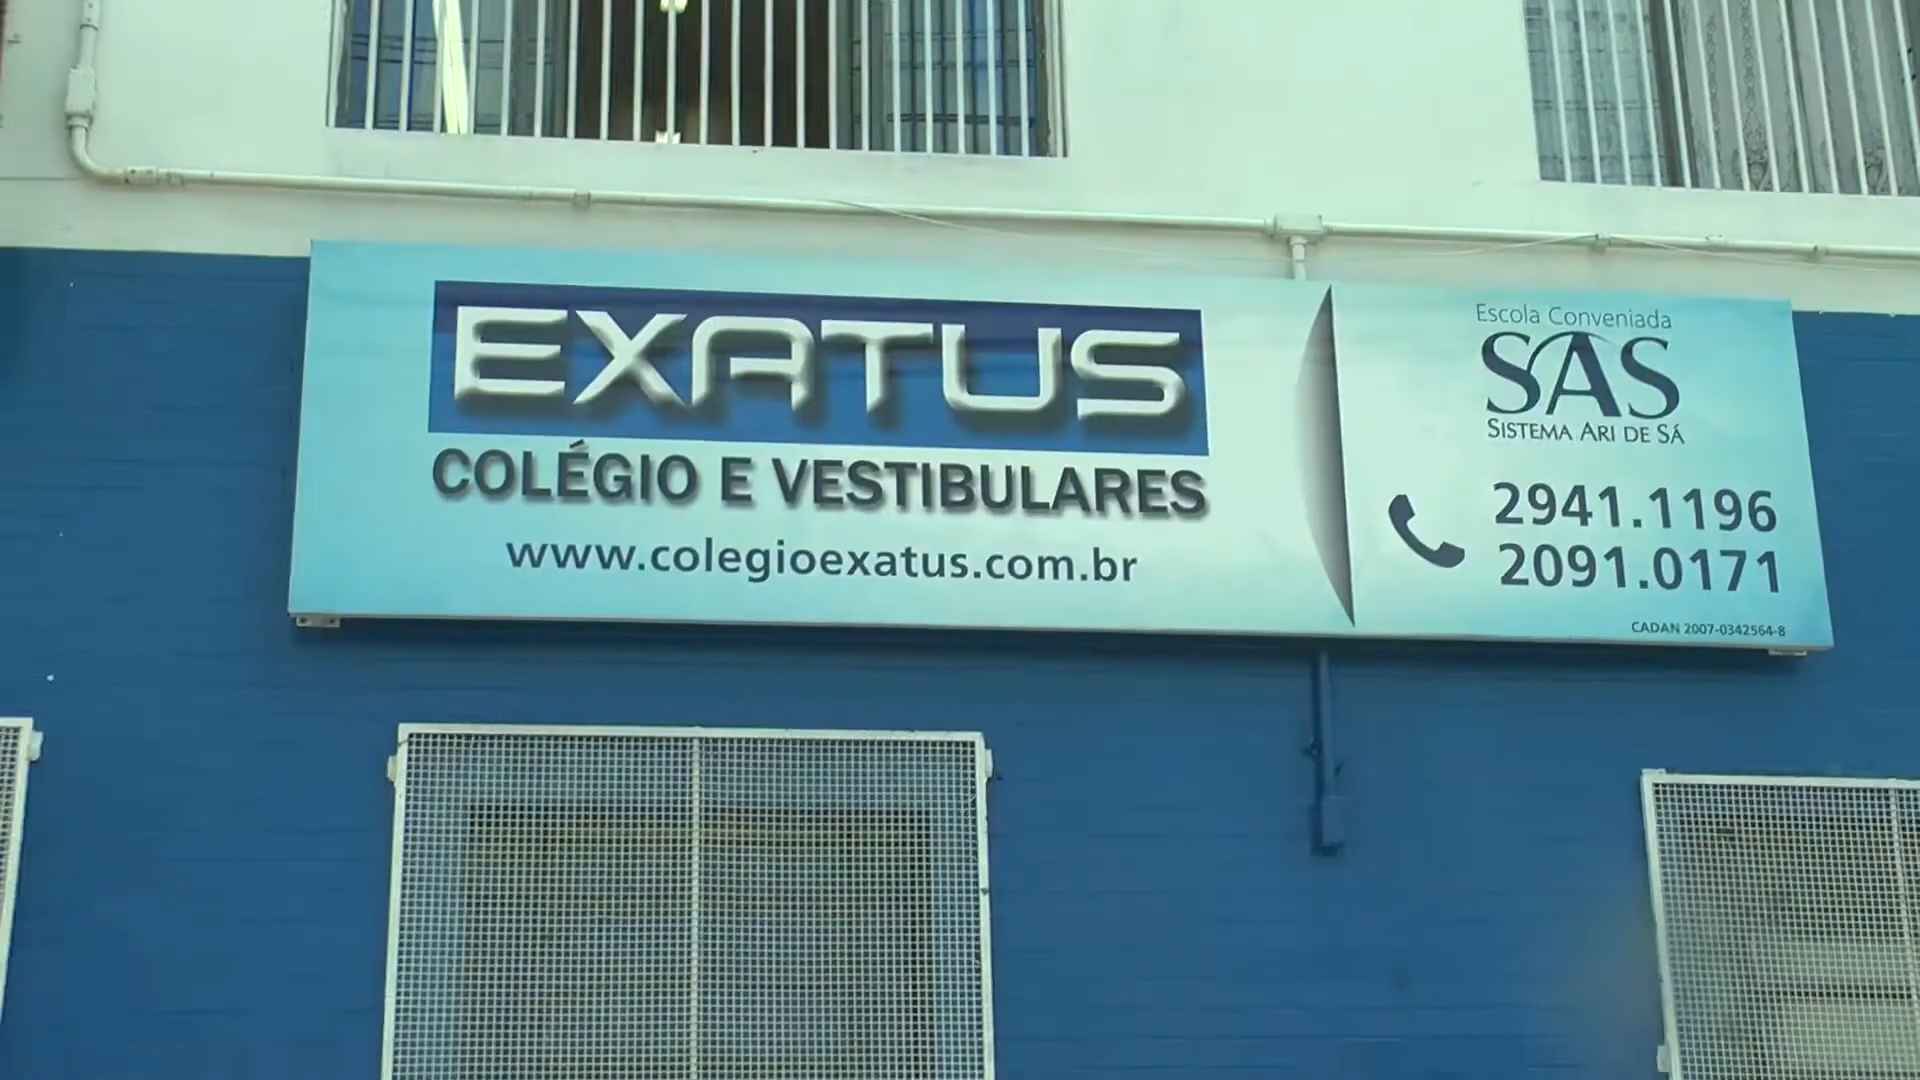 EXATUS
COLÉGIO E VESTIBULARES
www.colegioexatus.com.br
Escola Conveniada
SAS
SISTEMA ARI DE SÁ
2941.1196
2091.0171
CADAN 2007-0342564-8